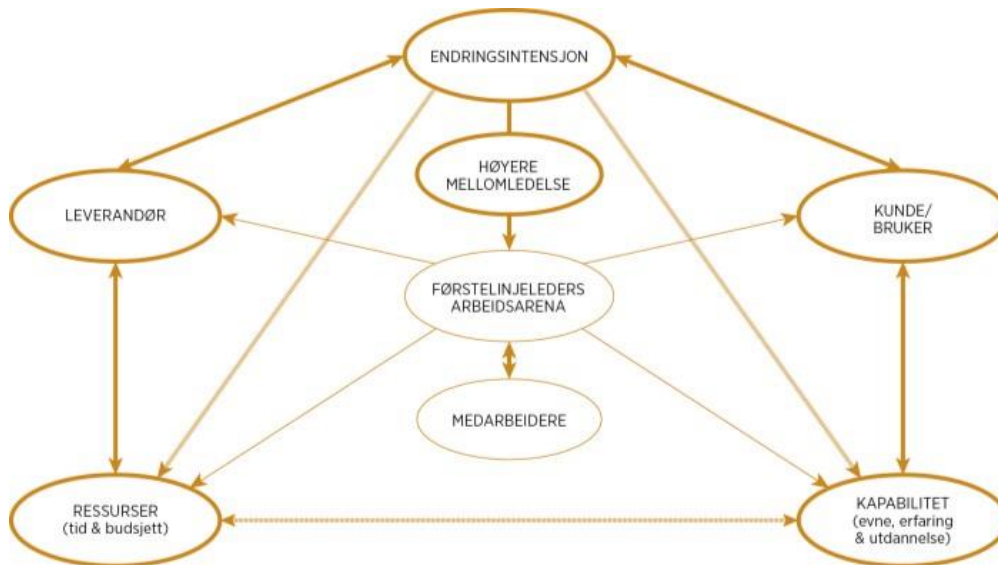 ENDRINGSINTENSJON
HØYERE
MELLOMLEDELSE
LEVERANDØR
KUNDE/
BRUKER
FØRSTELINJELEDERS
ARBEIDSARENA
MEDARBEIDERE
RESSURSER
(tid & budsjett)
KAPABILITET
(evne, erfaring
& utdannelse)